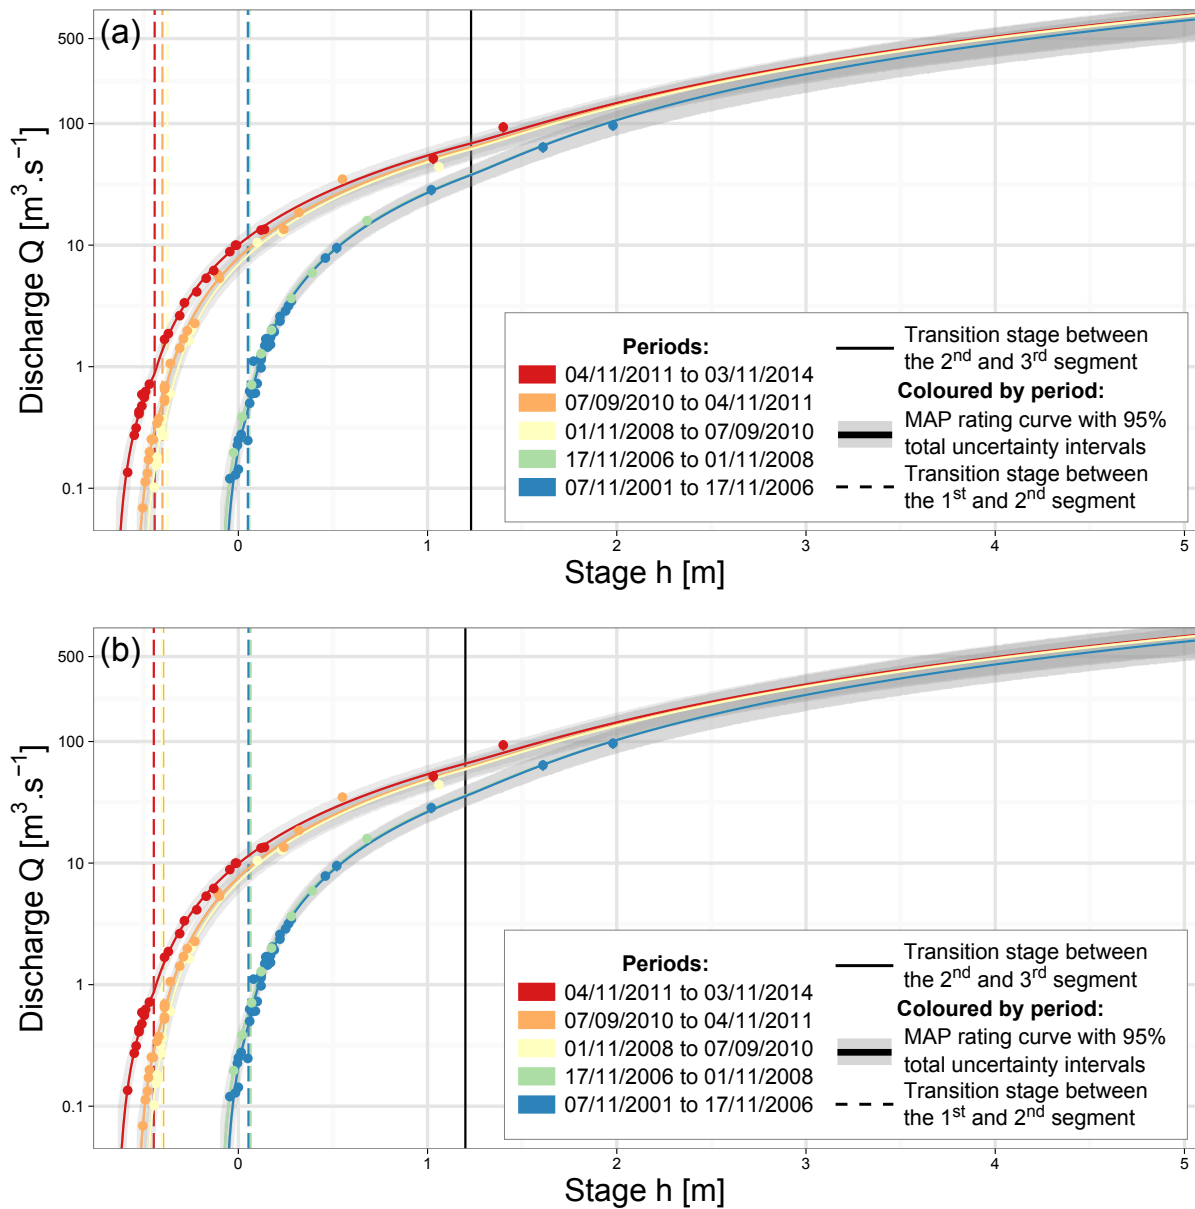 (a)
Discharge Q [m³.s⁻¹]
500
100
10
1
0.1
0 1 2 3 4 5
Stage h [m]
Periods:
04/11/2011 to 03/11/2014
07/09/2010 to 04/11/2011
01/11/2008 to 07/09/2010
17/11/2006 to 01/11/2008
07/11/2001 to 17/11/2006
Transition stage between
the 2nd and 3rd segment
Coloured by period:
MAP rating curve with 95%
total uncertainty intervals
Transition stage between
the 1st and 2nd segment
(b)
Discharge Q [m³.s⁻¹]
500
100
10
1
0.1
0 1 2 3 4 5
Stage h [m]
Periods:
04/11/2011 to 03/11/2014
07/09/2010 to 04/11/2011
01/11/2008 to 07/09/2010
17/11/2006 to 01/11/2008
07/11/2001 to 17/11/2006
Transition stage between
the 2nd and 3rd segment
Coloured by period:
MAP rating curve with 95%
total uncertainty intervals
Transition stage between
the 1st and 2nd segment